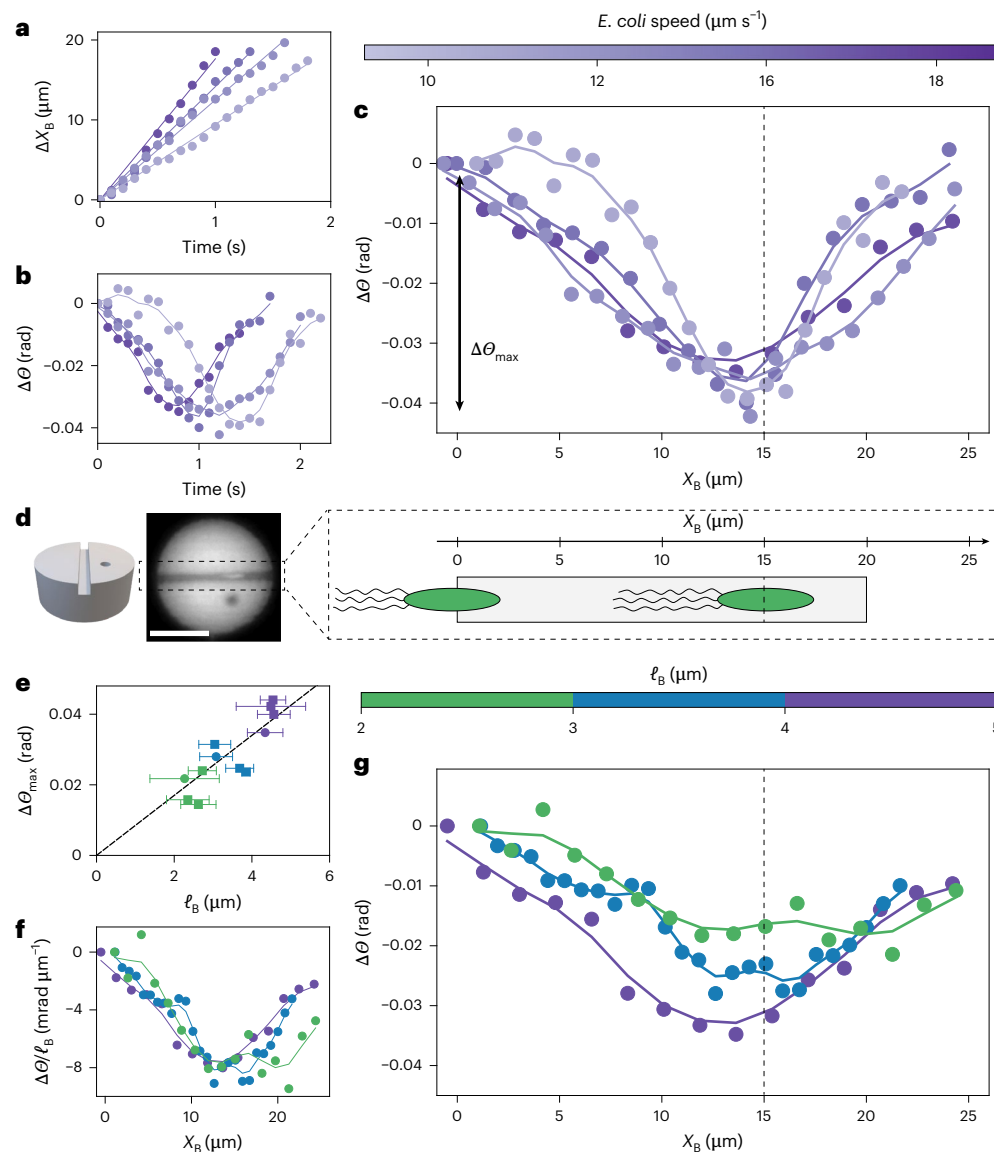 a
ΔX_B (μm)
20
10
0
0
1
2
Time (s)
E. coli speed (μm s⁻¹)
10
12
16
18
b
Δ𝛩 (rad)
0
−0.02
−0.04
0
1
2
Time (s)
c
Δ𝛩 (rad)
0
−0.01
−0.02
−0.03
−0.04
Δ𝛩_max
0
5
10
15
20
25
X_B (μm)
d
X_B (μm)
0
5
10
15
20
e
Δ𝛩_max (rad)
0.04
0.02
0
0
2
4
6
ℓ_B (μm)
ℓ_B (μm)
2
3
4
f
Δ𝛩/ℓ_B (mrad μm⁻¹)
0
−4
−8
0
10
20
X_B (μm)
g
Δ𝛩 (rad)
0
−0.01
−0.02
−0.03
−0.04
0
5
10
15
20
25
X_B (μm)